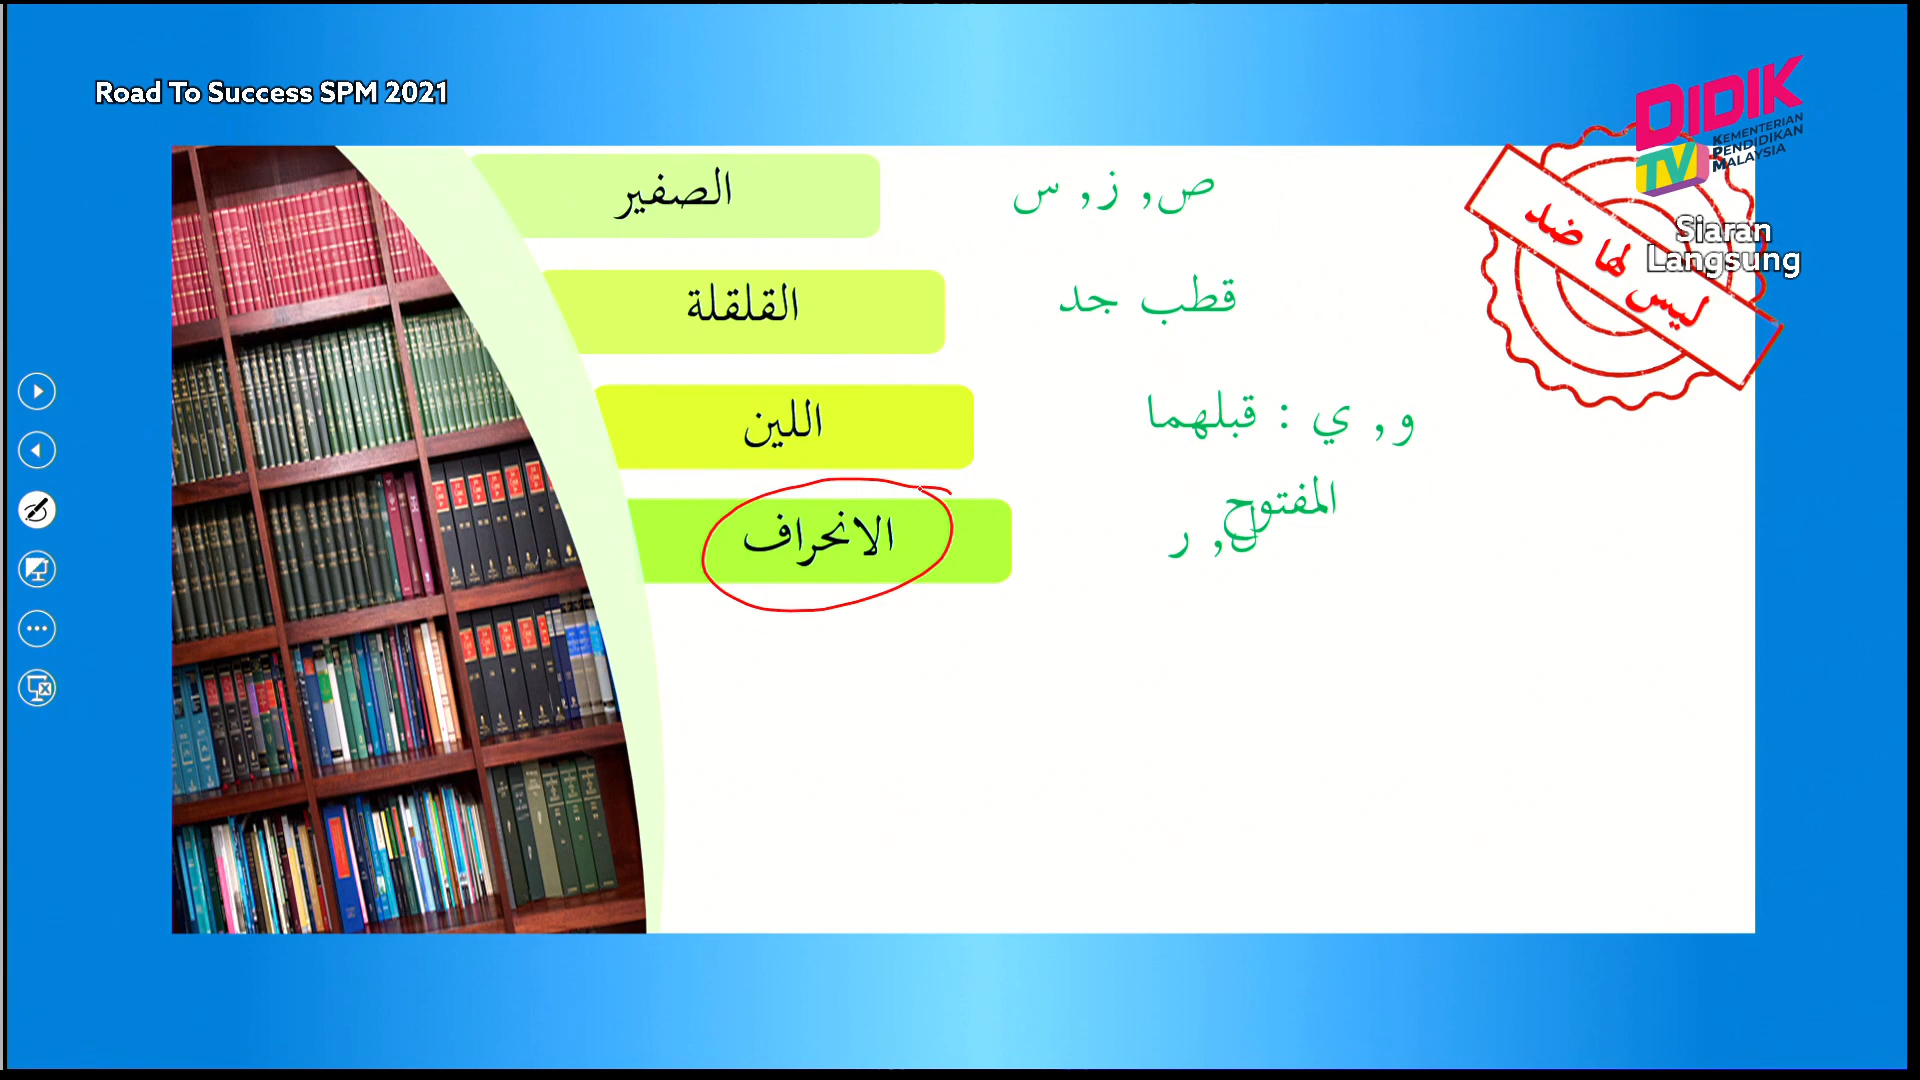 Road To Success SPM 2021
DIDIK
TV
KEMENTERIAN
PENDIDIKAN
MALAYSIA
Siaran
Langsung
ليس لها ضد
الصفير
ص, ز, س
القلقلة
قطب جد
اللين
و, ي : قبلهما
المفتوح
الانحراف
ل, ر